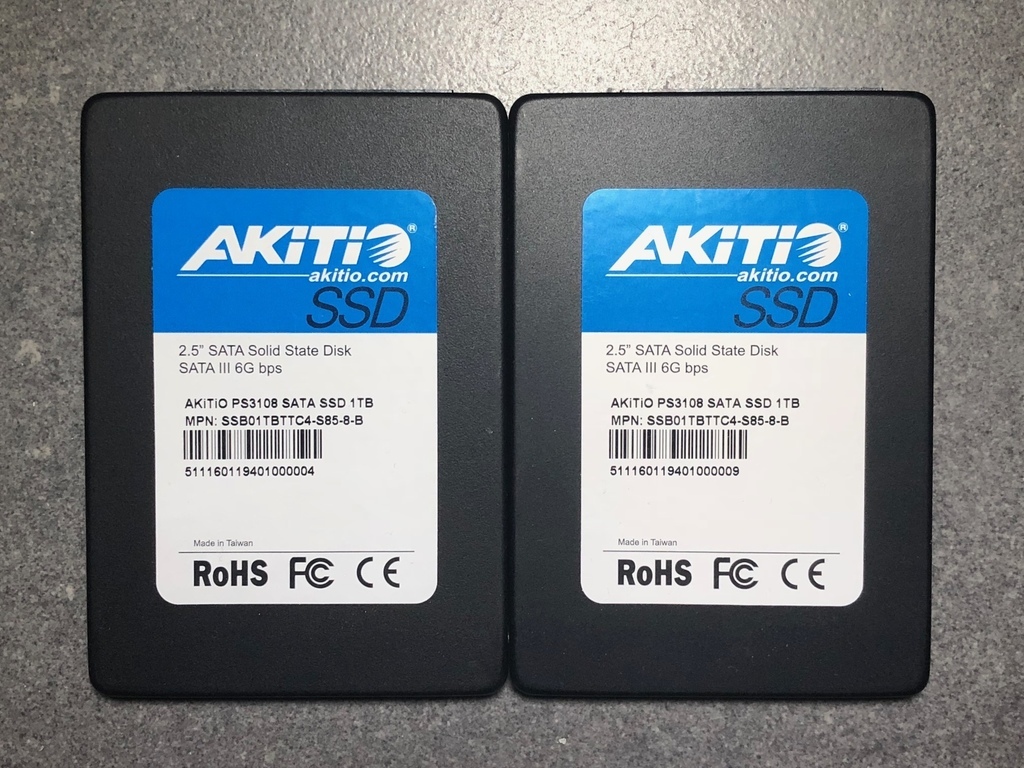 AKiTiO®
akitio.com
SSD
2.5” SATA Solid State Disk
SATA III 6G bps
AKiTiO PS3108 SATA SSD 1TB
MPN: SSB01TBTTC4-S85-8-B
511160119401000004
Made in Taiwan
RoHS FC CE
AKiTiO®
akitio.com
SSD
2.5” SATA Solid State Disk
SATA III 6G bps
AKiTiO PS3108 SATA SSD 1TB
MPN: SSB01TBTTC4-S85-8-B
511160119401000009
Made in Taiwan
RoHS FC CE